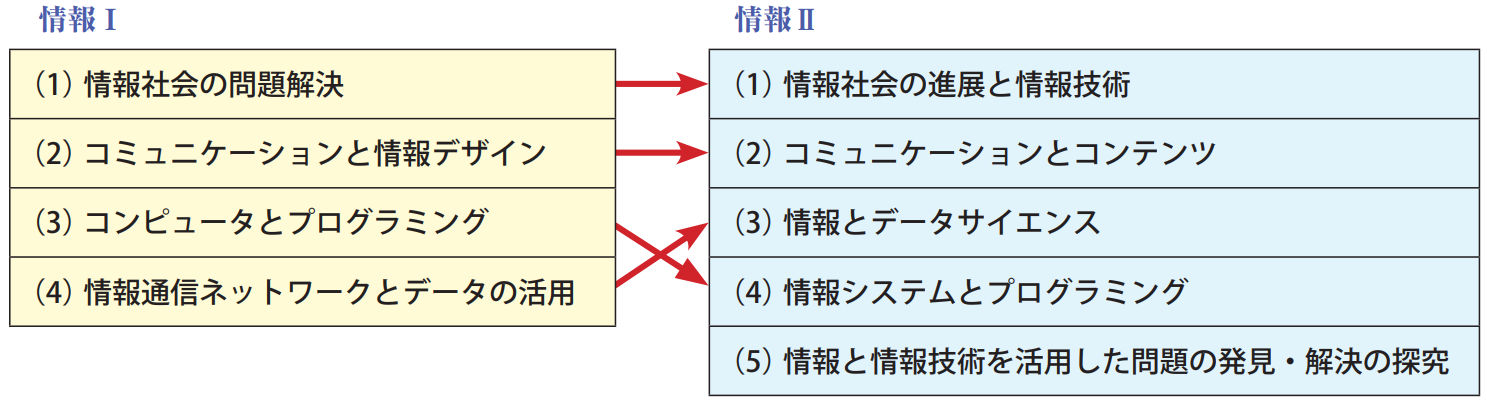 情報Ⅰ
(1) 情報社会の問題解決
(2) コミュニケーションと情報デザイン
(3) コンピュータとプログラミング
(4) 情報通信ネットワークとデータの活用
情報Ⅱ
(1) 情報社会の進展と情報技術
(2) コミュニケーションとコンテンツ
(3) 情報とデータサイエンス
(4) 情報システムとプログラミング
(5) 情報と情報技術を活用した問題の発見・解決の探究